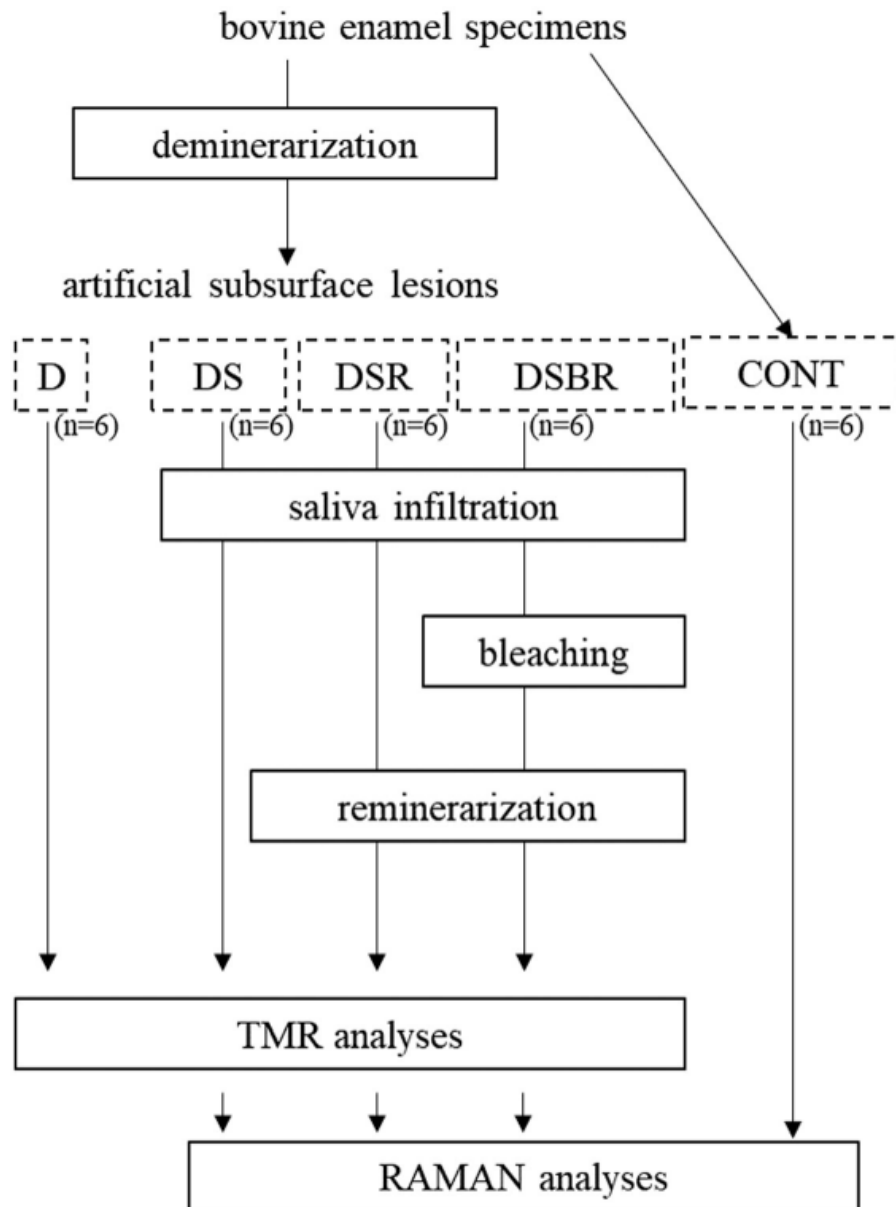 bovine enamel specimens
deminerarization
artificial subsurface lesions
D DS DSR DSBR CONT
(n=6) (n=6) (n=6) (n=6) (n=6)
saliva infiltration
bleaching
reminerarization
TMR analyses
RAMAN analyses